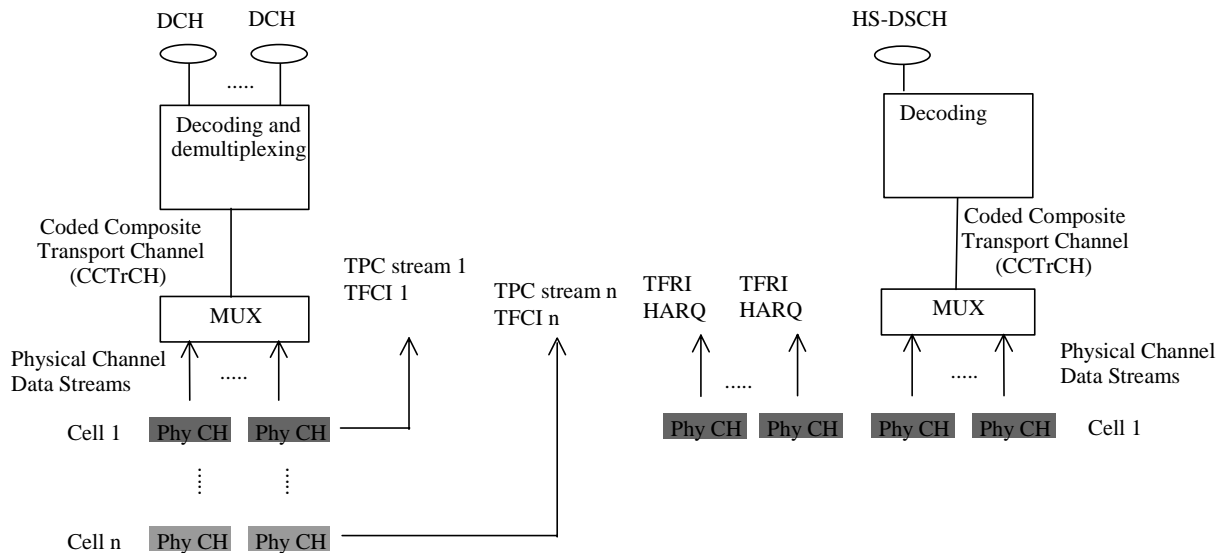 DCH
DCH
.....
Decoding and
demultiplexing
Coded Composite
Transport Channel
(CCTrCH)
MUX
TPC stream 1
TFCI 1
TPC stream n
TFCI n
Physical Channel
Data Streams
.....
Cell 1
Phy CH
Phy CH
Cell n
Phy CH
Phy CH
HS-DSCH
Decoding
Coded Composite
Transport Channel
(CCTrCH)
TFRI
HARQ
TFRI
HARQ
MUX
.....
.....
Physical Channel
Data Streams
Phy CH
Phy CH
Phy CH
Phy CH
Cell 1